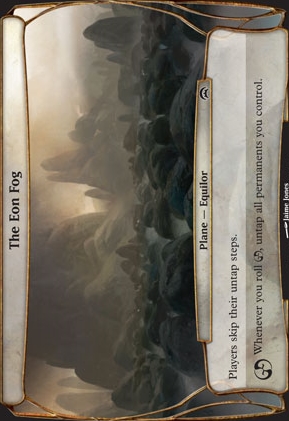 The Eon Fog
Plane — Equilor
Players skip their untap steps.
Whenever you roll , untap all permanents you control.
Jaime Jones